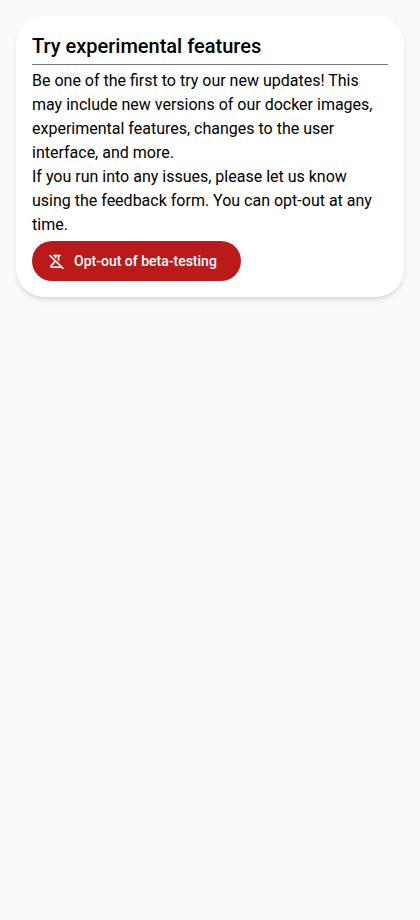 Try experimental features
Be one of the first to try our new updates! This
may include new versions of our docker images,
experimental features, changes to the user
interface, and more.
If you run into any issues, please let us know
using the feedback form. You can opt-out at any
time.
Opt-out of beta-testing